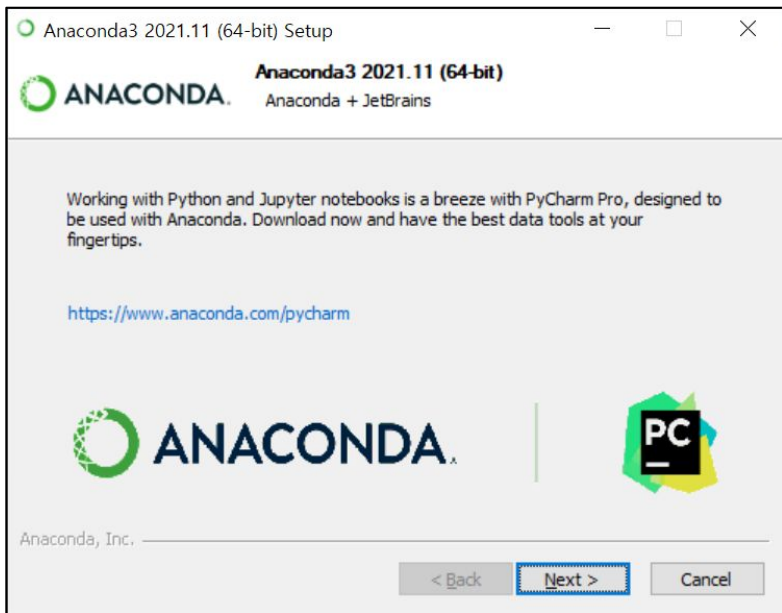 Anaconda3 2021.11 (64-bit) Setup
ANACONDA.
Anaconda3 2021.11 (64-bit)
Anaconda + JetBrains
Working with Python and Jupyter notebooks is a breeze with PyCharm Pro, designed to
be used with Anaconda. Download now and have the best data tools at your
fingertips.
https://www.anaconda.com/pycharm
ANACONDA.
PC
Anaconda, Inc.
< Back
Next >
Cancel